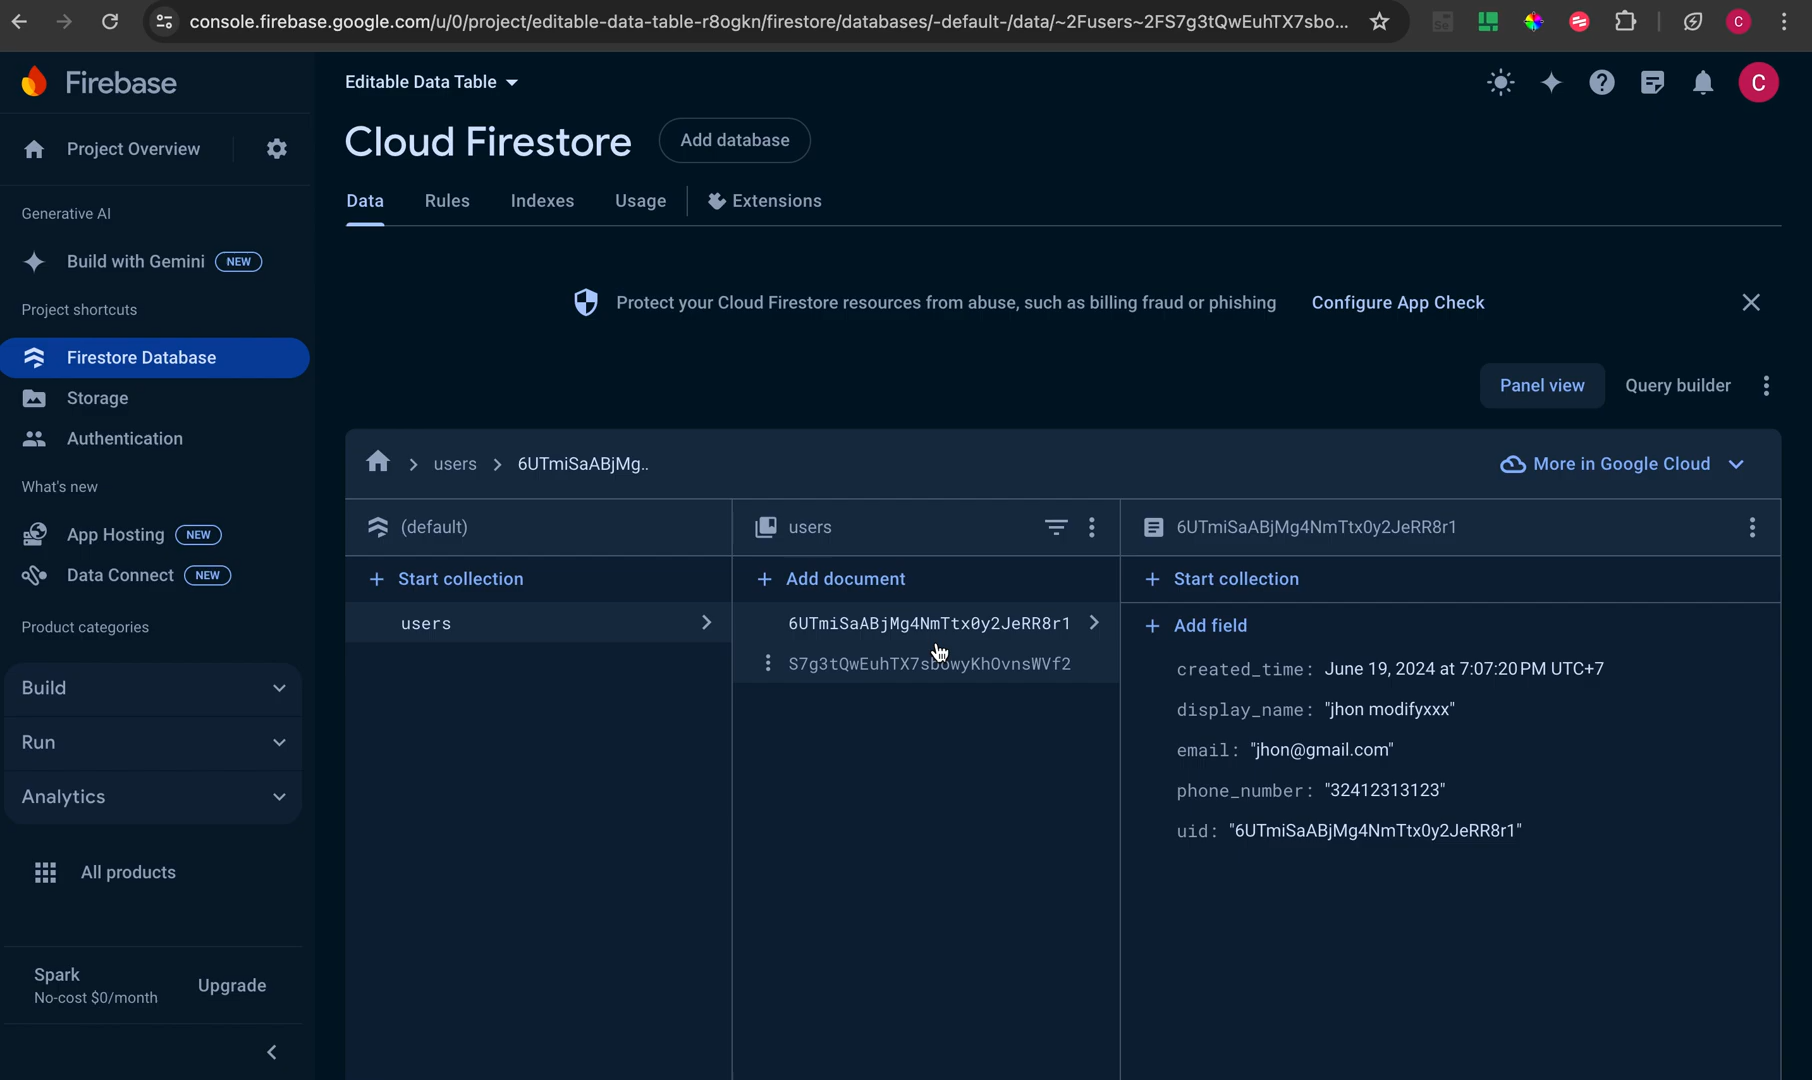 console.firebase.google.com/u/0/project/editable-data-table-r8ogkn/firestore/databases/-default-/data/~2Fusers~2FS7g3tQwEuhTX7sbo...
C
Firebase
Editable Data Table
C
Project Overview
Cloud Firestore
Add database
Data
Rules
Indexes
Usage
Extensions
Generative AI
Build with Gemini NEW
Project shortcuts
Protect your Cloud Firestore resources from abuse, such as billing fraud or phishing
Configure App Check
Firestore Database
Storage
Authentication
Panel view
Query builder
What's new
App Hosting NEW
Data Connect NEW
Product categories
Build
Run
Analytics
All products
Spark
No-cost $0/month
Upgrade
users
6UTmiSaABjMg..
More in Google Cloud
(default)
+ Start collection
users
users
+ Add document
6UTmiSaABjMg4NmTtx0y2JeRR8r1
S7g3tQwEuhTX7sbowyKhOvnsWVf2
6UTmiSaABjMg4NmTtx0y2JeRR8r1
+ Start collection
+ Add field
created_time: June 19, 2024 at 7:07:20 PM UTC+7
display_name: "jhon modifyxxx"
email: "jhon@gmail.com"
phone_number: "32412313123"
uid: "6UTmiSaABjMg4NmTtx0y2JeRR8r1"